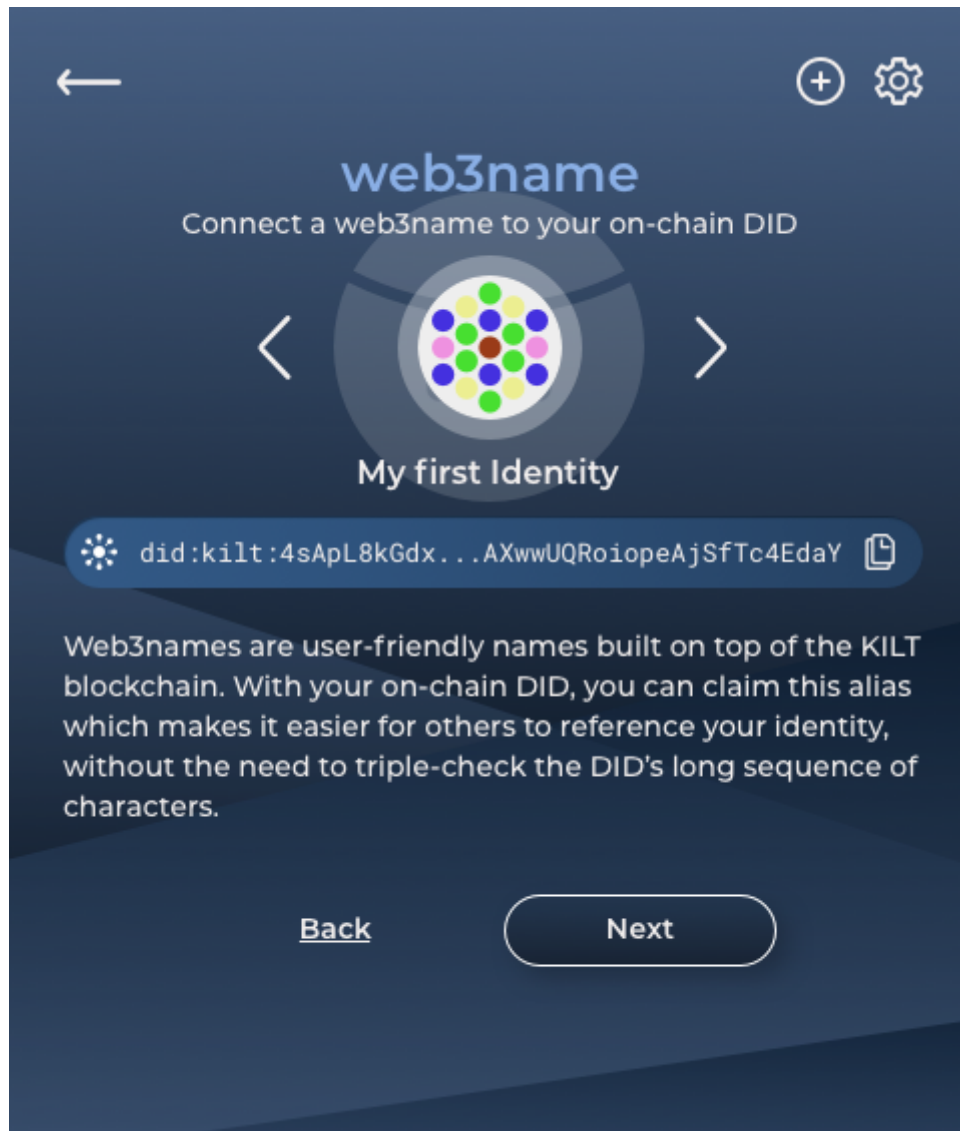 web3name
Connect a web3name to your on-chain DID
My first Identity
did:kilt:4sApL8kGdx...AXwwUQRoiopeAjSfTc4EdaY
Web3names are user-friendly names built on top of the KILT
blockchain. With your on-chain DID, you can claim this alias
which makes it easier for others to reference your identity,
without the need to triple-check the DID’s long sequence of
characters.
Back Next